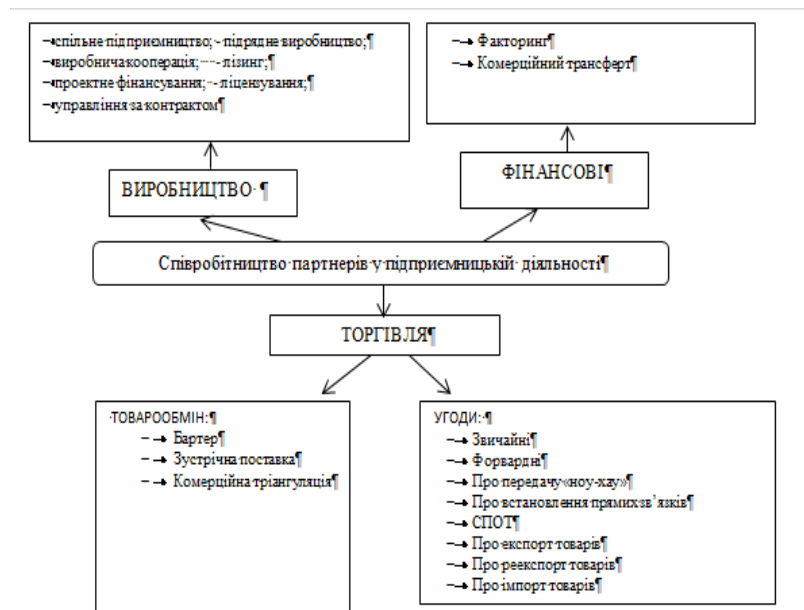 – спільне підприємництво; - підрядне виробництво;¶
– виробнича кооперація; - лізинг;¶
– проектне фінансування; - ліцензування;¶
– управління за контрактом¶
– Факторинг¶
– Комерційний трансферт¶
ВИРОБНИЦТВО ¶
ФІНАНСОВІ¶
Співробітництво партнерів у підприємницькій діяльності¶
ТОРГІВЛЯ¶
ТОВАРООБМІН:¶
– Бартер¶
– Зустрічна поставка¶
– Комерційна тріангуляція¶
УГОДИ: ¶
– Звичайні¶
– Форвардні¶
– Про передачу «ноу-хау»¶
– Про встановлення прямих зв’язків¶
– СПОТ¶
– Про експорт товарів¶
– Про реекспорт товарів¶
– Про імпорт товарів¶